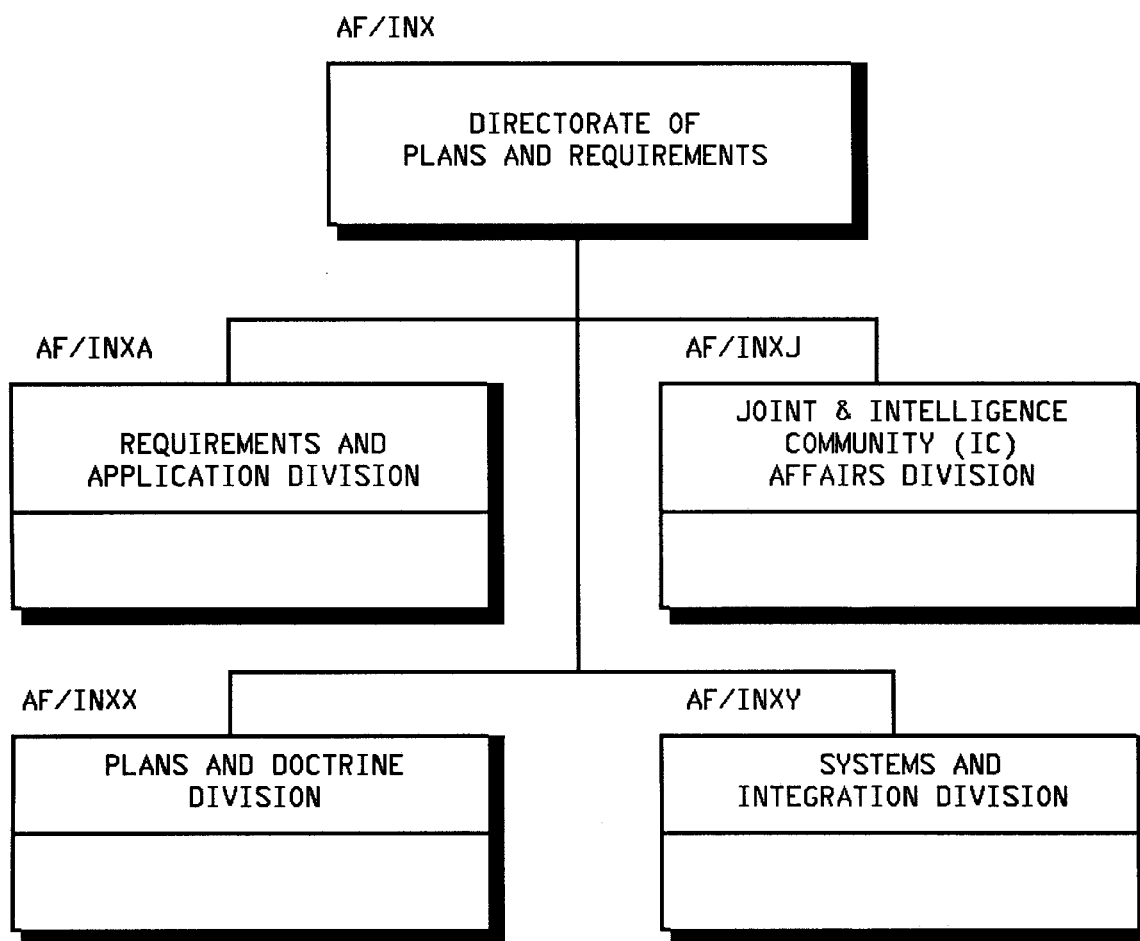 AF/INX
DIRECTORATE OF
PLANS AND REQUIREMENTS
AF/INXA
REQUIREMENTS AND
APPLICATION DIVISION
AF/INXJ
JOINT & INTELLIGENCE
COMMUNITY (IC)
AFFAIRS DIVISION
AF/INXX
PLANS AND DOCTRINE
DIVISION
AF/INXY
SYSTEMS AND
INTEGRATION DIVISION